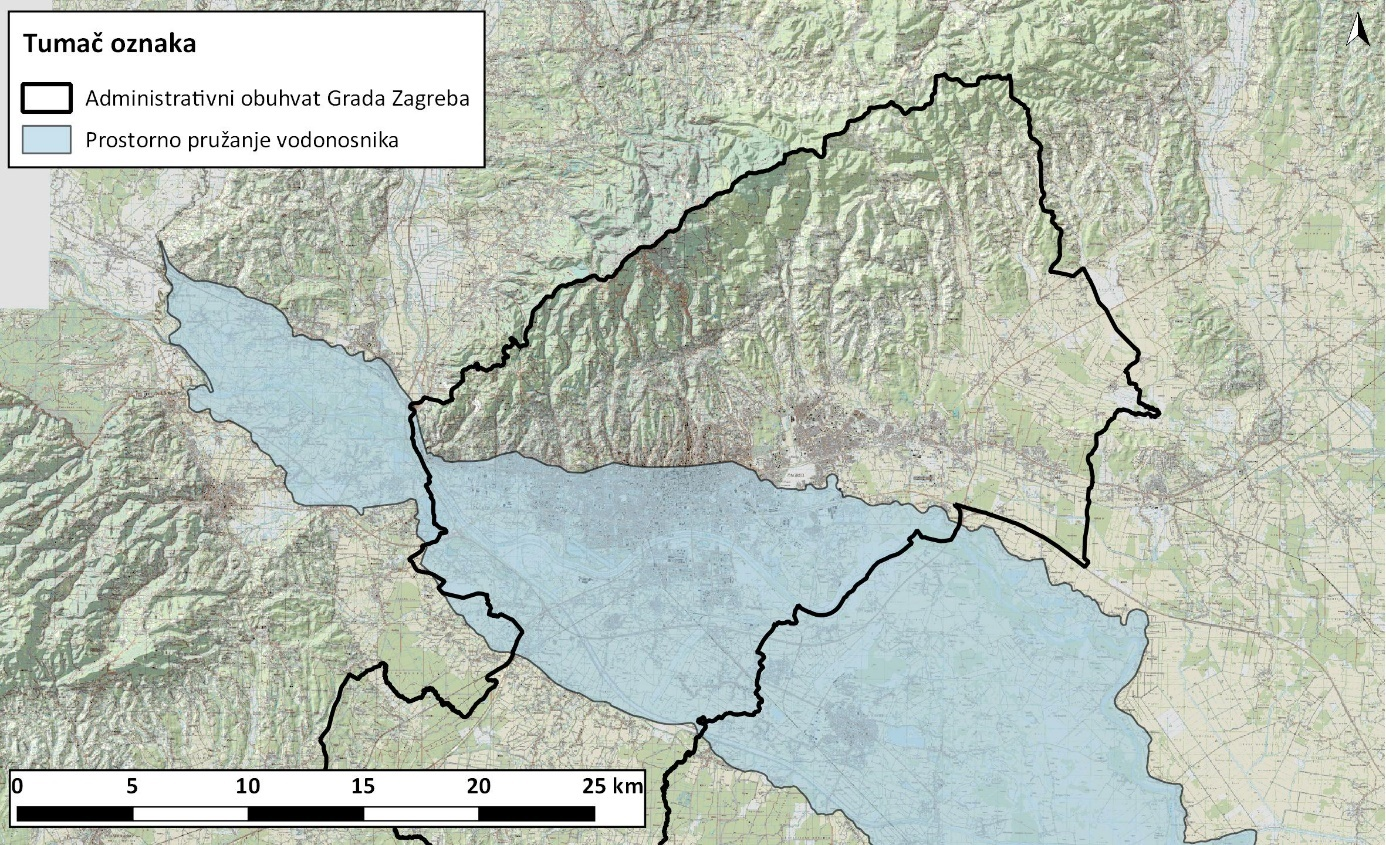 Tumač oznaka
Administrativni obuhvat Grada Zagreba
Prostorno pružanje vodonosnika
0 5 10 15 20 25 km